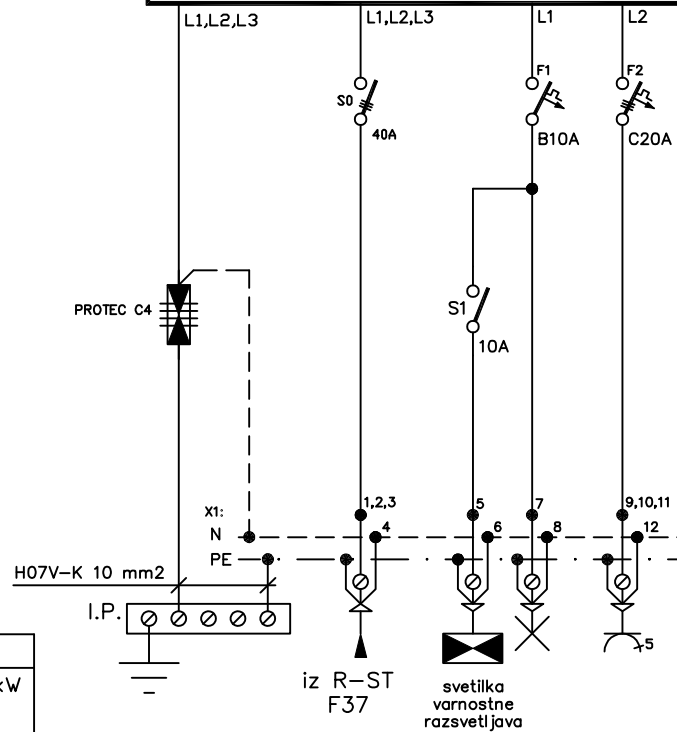 L1,L2,L3
L1,L2,L3
L1
L2
F1
F2
S0
40A
B10A
C20A
PROTEC C4
S1
10A
X1:
1,2,3
5
7
9,10,11
N
4
6
8
12
PE
H07V-K 10 mm2
I.P.
5
iz R-ST
F37
svetilka
varnostne
razsvetljava